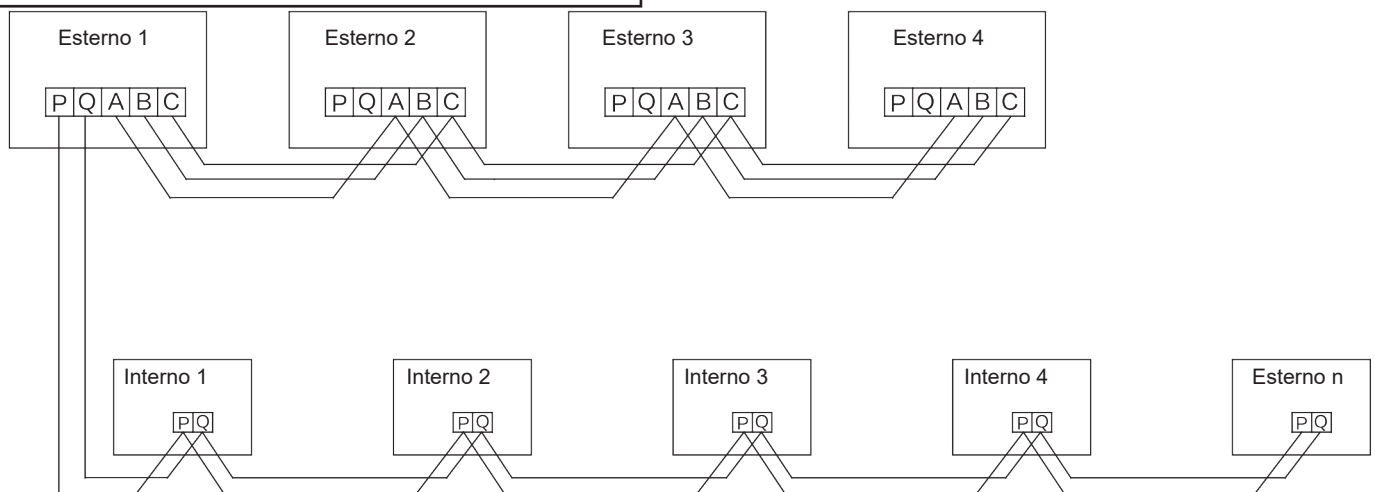 Esterno 1 Esterno 2 Esterno 3 Esterno 4
P Q A B C P Q A B C P Q A B C P Q A B C
Interno 1 Interno 2 Interno 3 Interno 4 Esterno n
P Q P Q P Q P Q P Q